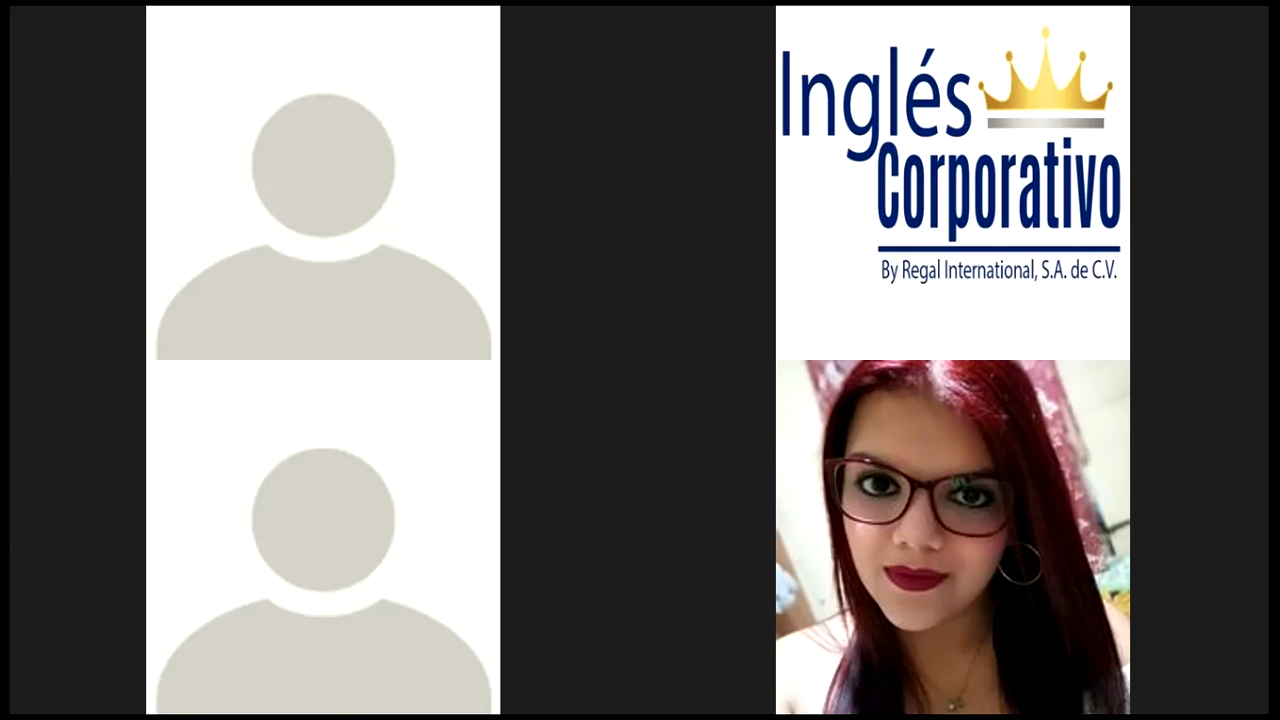 Inglés
Corporativo
By Regal International, S.A. de C.V.